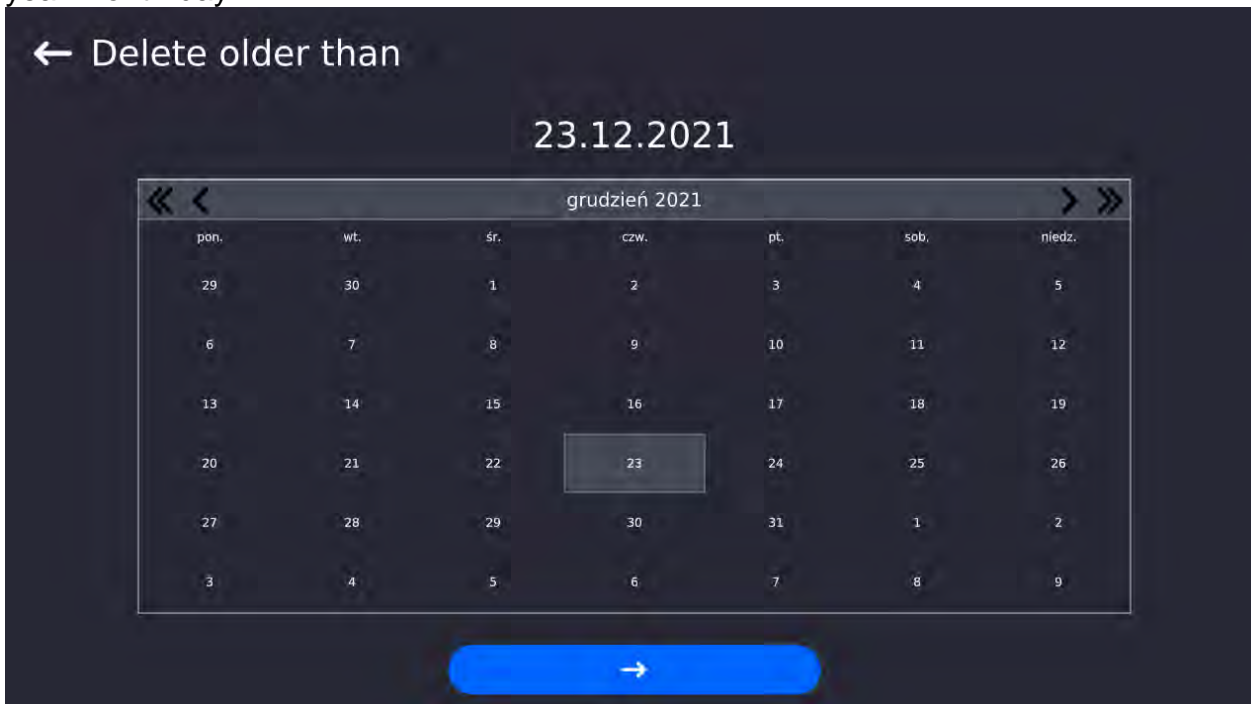 ← Delete older than
23.12.2021
grudzień 2021
pon. wt. śr. czw. pt. sob. niedz.
29 30 1 2 3 4 5
6 7 8 9 10 11 12
13 14 15 16 17 18 19
20 21 22 23 24 25 26
27 28 29 30 31 1 2
3 4 5 6 7 8 9
→